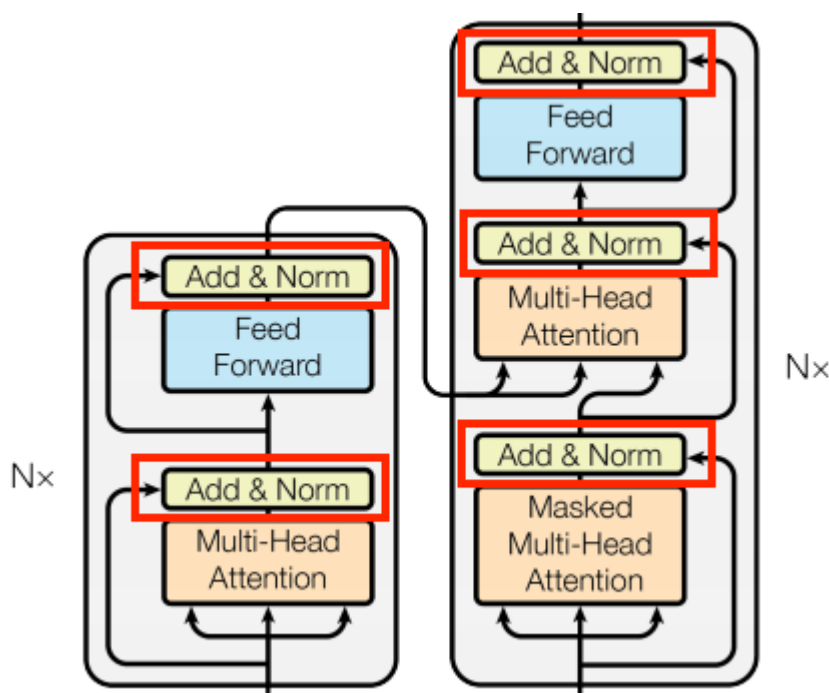 Add & Norm
Feed
Forward
Add & Norm
Multi-Head
Attention
N×
Add & Norm
Feed
Forward
Add & Norm
Multi-Head
Attention
Add & Norm
Masked
Multi-Head
Attention
N×